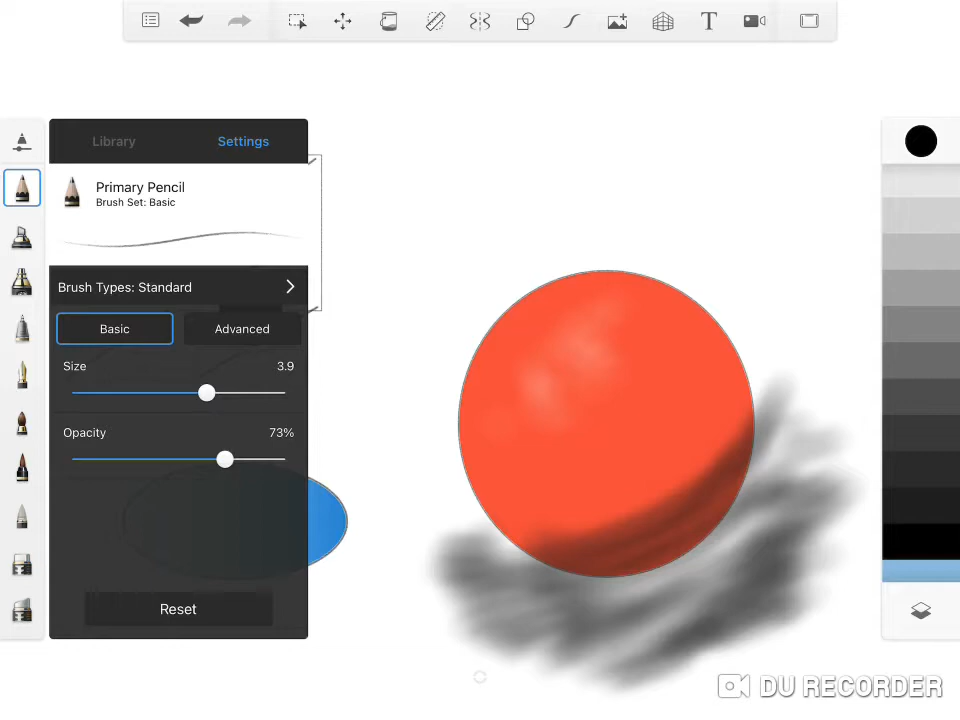 T
Library Settings
Primary Pencil
Brush Set: Basic
Brush Types: Standard
Basic Advanced
Size 3.9
Opacity 73%
Reset
DU RECORDER